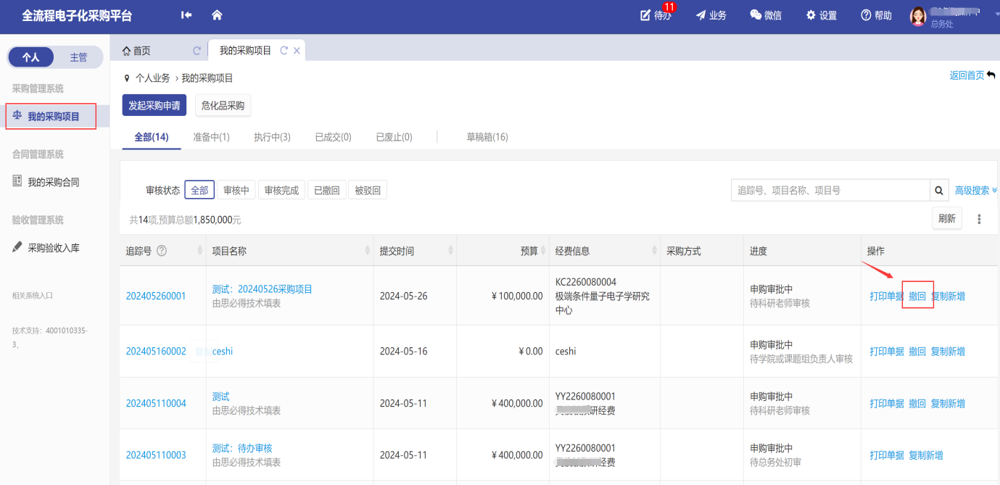 全流程电子化采购平台
待办 11 业务 微信 设置 帮助
总务处
个人 主管
采购管理系统
我的采购项目
合同管理系统
我的采购合同
验收管理系统
采购验收入库
相关系统入口
技术支持：4001010335-
3,
首页 我的采购项目
个人业务 › 我的采购项目 返回首页
发起采购申请 危化品采购
全部(14) 准备中(1) 执行中(3) 已成交(0) 已废止(0) 草稿箱(16)
审核状态 全部 审核中 审核完成 已撤回 被驳回 追踪号、项目名称、项目号 高级搜索
共14项,预算总额1,850,000元 刷新
追踪号 项目名称 提交时间 预算 经费信息 采购方式 进度 操作
202405260001 测试：20240526采购项目 由思必得技术填表 2024-05-26 ￥100,000.00 KC2260080004 极端条件量子电子学研究中心 申购审批中 待科研老师审核 打印单据 撤回 复制新增
202405160002 复制 ceshi 2024-05-16 ￥0.00 ceshi 申购审批中 待学院或课题组负责人审核 打印单据 撤回 复制新增
202405110004 测试 由思必得技术填表 2024-05-11 ￥400,000.00 YY2260080001 研经费 申购审批中 待科研老师审核 打印单据 撤回 复制新增
202405110003 测试：待办审核 由思必得技术填表 2024-05-11 ￥400,000.00 YY2260080001 经费 申购审批中 待总务处初审 打印单据 复制新增